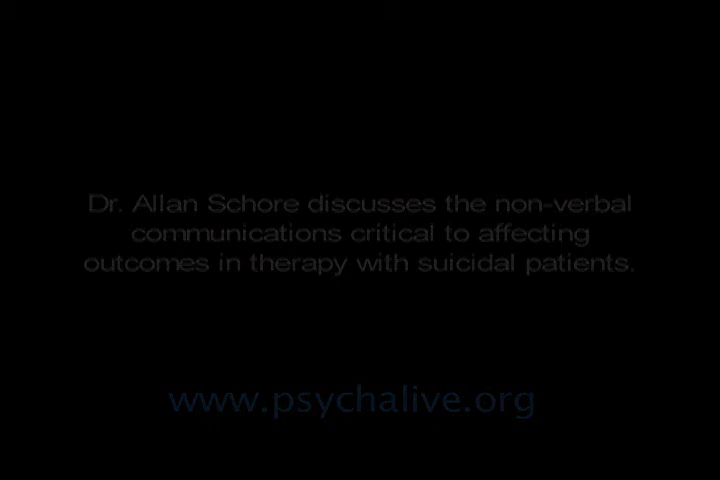 Dr. Allan Schore discusses the non-verbal
communications critical to affecting
outcomes in therapy with suicidal patients.
www.psychalive.org